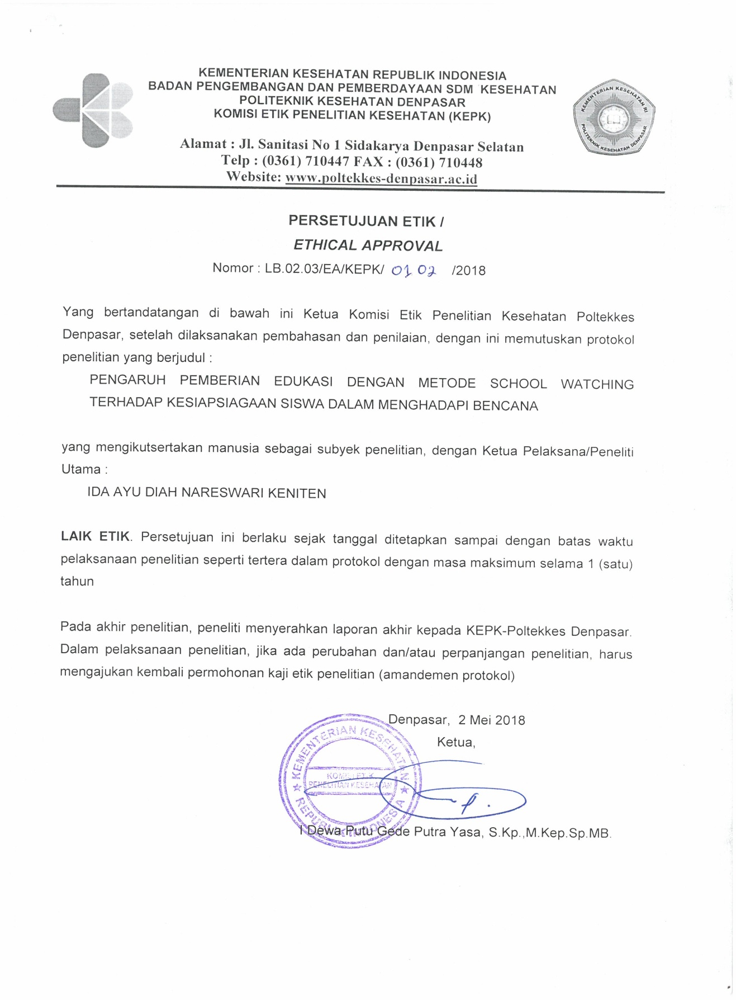 KEMENTERIAN KESEHATAN REPUBLIK INDONESIA
BADAN PENGEMBANGAN DAN PEMBERDAYAAN SDM KESEHATAN
POLITEKNIK KESEHATAN DENPASAR
KOMISI ETIK PENELITIAN KESEHATAN (KEPK)
Alamat : Jl. Sanitasi No 1 Sidakarya Denpasar Selatan
Telp : (0361) 710447 FAX : (0361) 710448
Website: www.poltekkes-denpasar.ac.id
KEMENTERIAN KESEHATAN RI
POLITEKNIK KESEHATAN DENPASAR
PERSETUJUAN ETIK /
ETHICAL APPROVAL
Nomor : LB.02.03/EA/KEPK/ 0102 /2018
Yang bertandatangan di bawah ini Ketua Komisi Etik Penelitian Kesehatan Poltekkes
Denpasar, setelah dilaksanakan pembahasan dan penilaian, dengan ini memutuskan protokol
penelitian yang berjudul :
PENGARUH PEMBERIAN EDUKASI DENGAN METODE SCHOOL WATCHING
TERHADAP KESIAPSIAGAAN SISWA DALAM MENGHADAPI BENCANA
yang mengikutsertakan manusia sebagai subyek penelitian, dengan Ketua Pelaksana/Peneliti
Utama :
IDA AYU DIAH NARESWARI KENITEN
LAIK ETIK. Persetujuan ini berlaku sejak tanggal ditetapkan sampai dengan batas waktu
pelaksanaan penelitian seperti tertera dalam protokol dengan masa maksimum selama 1 (satu)
tahun
Pada akhir penelitian, peneliti menyerahkan laporan akhir kepada KEPK-Poltekkes Denpasar.
Dalam pelaksanaan penelitian, jika ada perubahan dan/atau perpanjangan penelitian, harus
mengajukan kembali permohonan kaji etik penelitian (amandemen protokol)
Denpasar, 2 Mei 2018
Ketua,
KEMENTERIAN KESEHATAN
KOMISI ETIK
PENELITIAN KESEHATAN
REPUBLIK INDONESIA
I Dewa Putu Gede Putra Yasa, S.Kp.,M.Kep.Sp.MB.